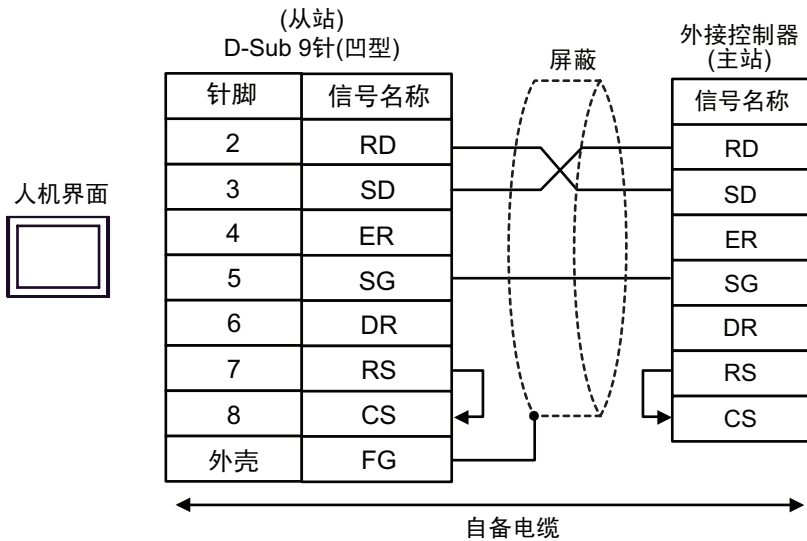 (从站)
D-Sub 9针(凹型)
外接控制器
(主站)
屏蔽
人机界面
针脚 信号名称
2 RD
3 SD
4 ER
5 SG
6 DR
7 RS
8 CS
外壳 FG
信号名称
RD
SD
ER
SG
DR
RS
CS
自备电缆